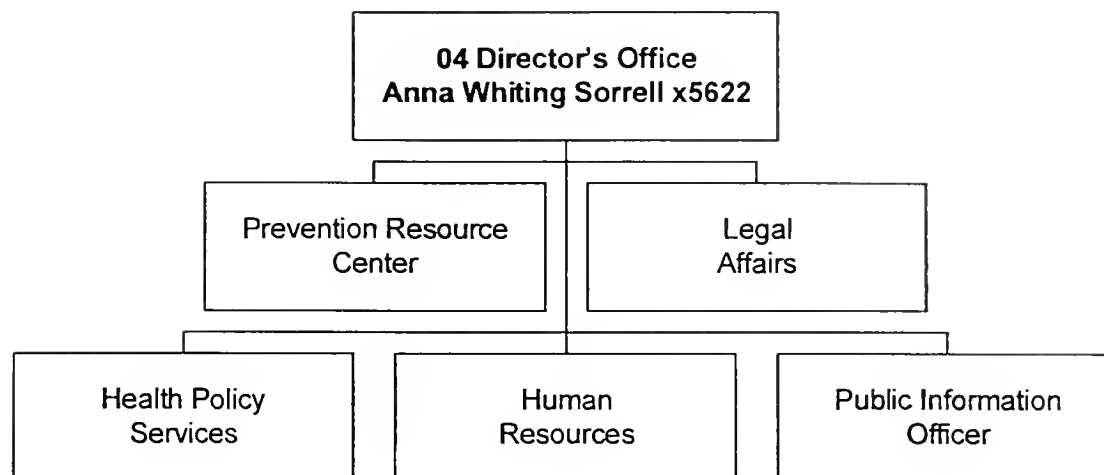 04 Director's Office
Anna Whiting Sorrell x5622
Prevention Resource
Center
Legal
Affairs
Health Policy
Services
Human
Resources
Public Information
Officer